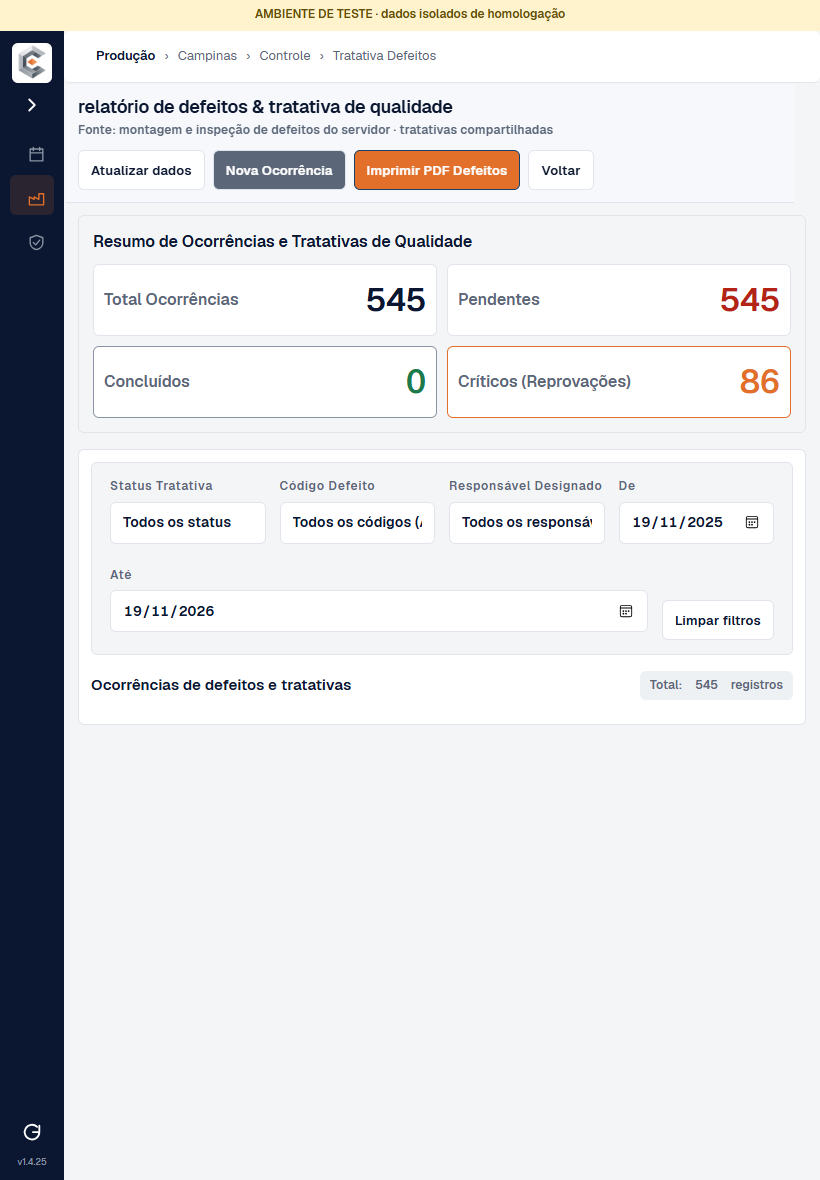 AMBIENTE DE TESTE · dados isolados de homologação
Produção › Campinas › Controle › Tratativa Defeitos
relatório de defeitos & tratativa de qualidade
Fonte: montagem e inspeção de defeitos do servidor · tratativas compartilhadas
Atualizar dados Nova Ocorrência Imprimir PDF Defeitos Voltar
Resumo de Ocorrências e Tratativas de Qualidade
Total Ocorrências 545 Pendentes 545
Concluídos 0 Críticos (Reprovações) 86
Status Tratativa Código Defeito Responsável Designado De
Todos os status Todos os códigos ( Todos os responsáv 19/11/2025
Até
19/11/2026 Limpar filtros
Ocorrências de defeitos e tratativas Total: 545 registros
v1.4.25